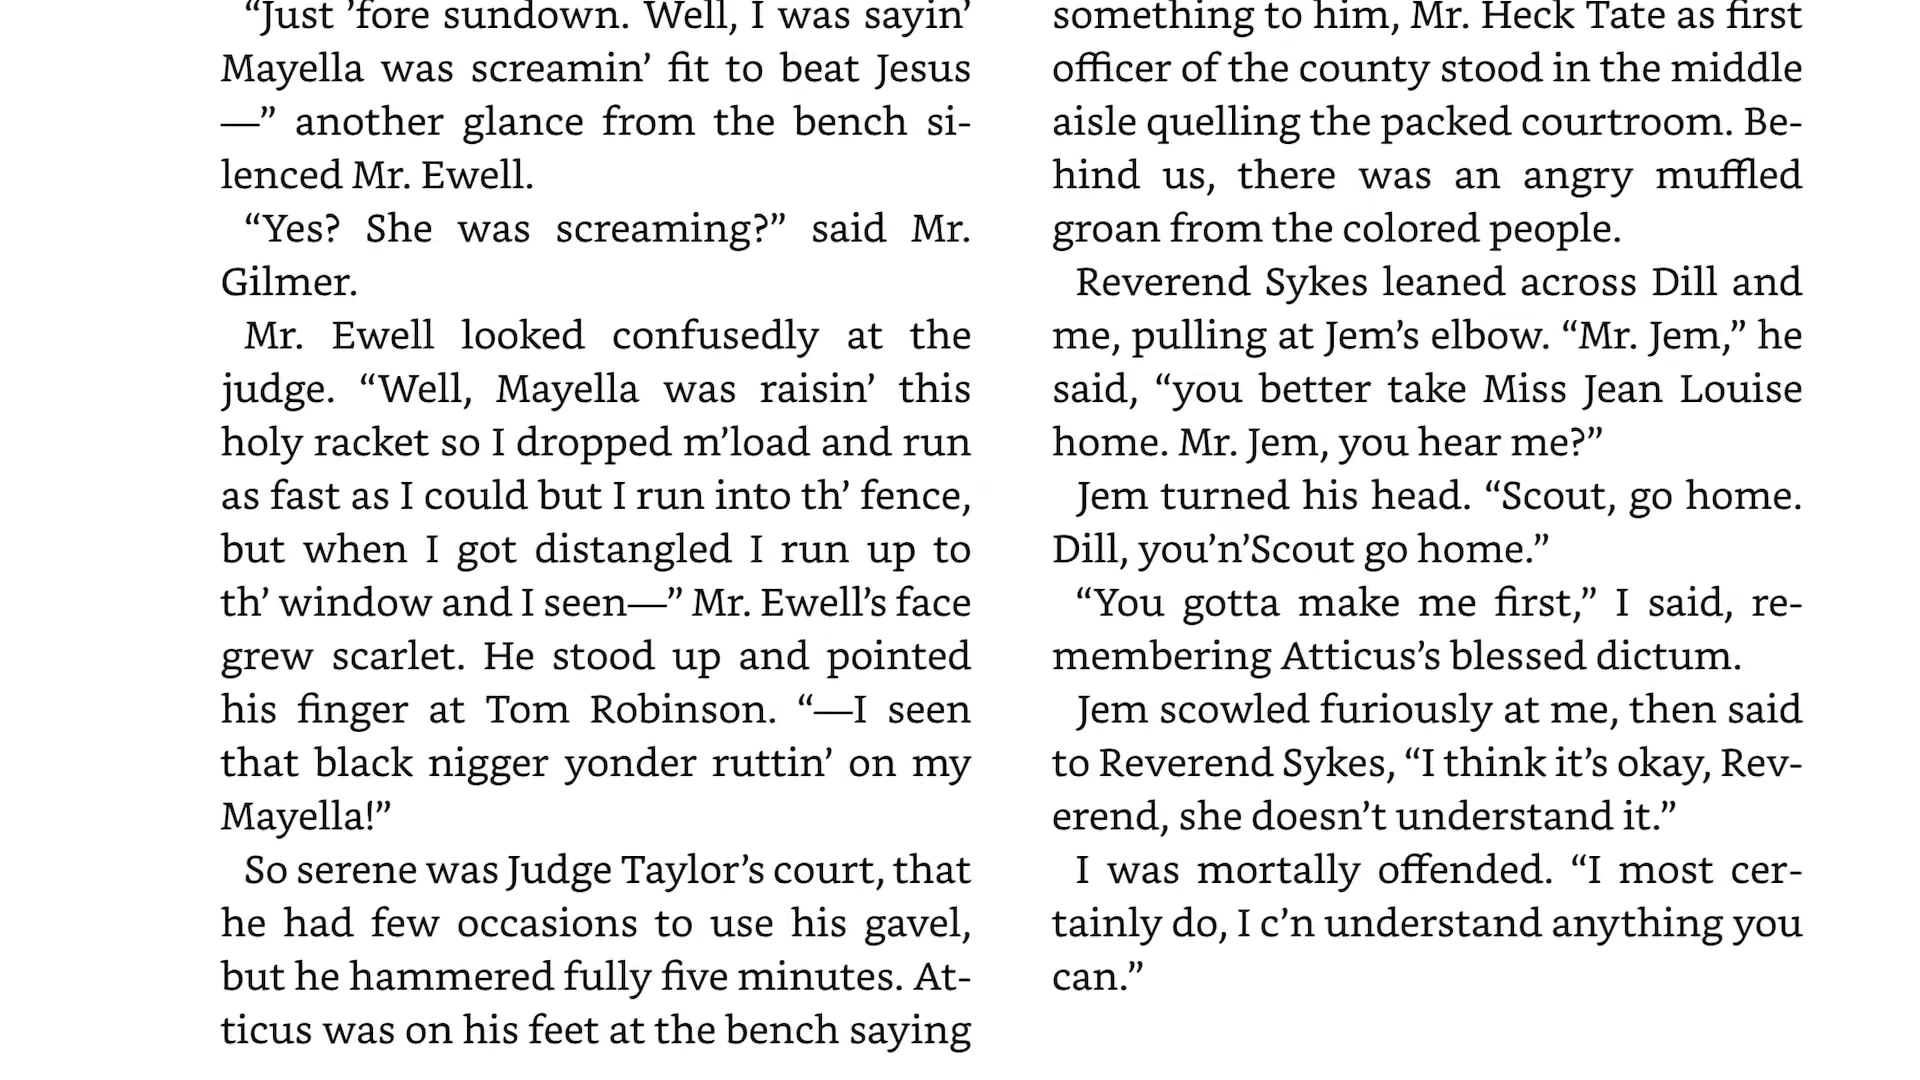 “Just ’fore sundown. Well, I was sayin’
Mayella was screamin’ fit to beat Jesus
—” another glance from the bench si-
lenced Mr. Ewell.
“Yes? She was screaming?” said Mr.
Gilmer.
Mr. Ewell looked confusedly at the
judge. “Well, Mayella was raisin’ this
holy racket so I dropped m’load and run
as fast as I could but I run into th’ fence,
but when I got distangled I run up to
th’ window and I seen—” Mr. Ewell’s face
grew scarlet. He stood up and pointed
his finger at Tom Robinson. “—I seen
that black nigger yonder ruttin’ on my
Mayella!”
So serene was Judge Taylor’s court, that
he had few occasions to use his gavel,
but he hammered fully five minutes. At-
ticus was on his feet at the bench saying
something to him, Mr. Heck Tate as first
officer of the county stood in the middle
aisle quelling the packed courtroom. Be-
hind us, there was an angry muffled
groan from the colored people.
Reverend Sykes leaned across Dill and
me, pulling at Jem’s elbow. “Mr. Jem,” he
said, “you better take Miss Jean Louise
home. Mr. Jem, you hear me?”
Jem turned his head. “Scout, go home.
Dill, you’n’Scout go home.”
“You gotta make me first,” I said, re-
membering Atticus’s blessed dictum.
Jem scowled furiously at me, then said
to Reverend Sykes, “I think it’s okay, Rev-
erend, she doesn’t understand it.”
I was mortally offended. “I most cer-
tainly do, I c’n understand anything you
can.”